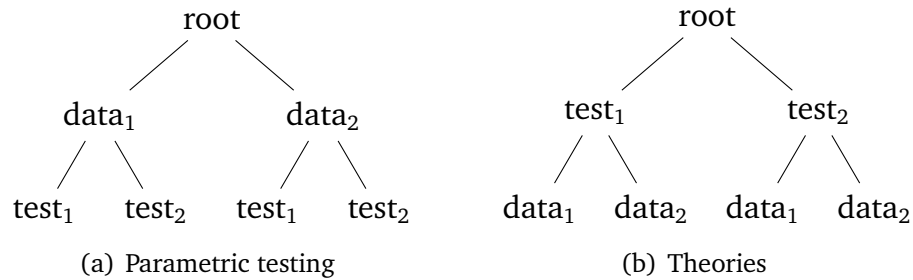 root
data₁ data₂
test₁ test₂ test₁ test₂
(a) Parametric testing
root
test₁ test₂
data₁ data₂ data₁ data₂
(b) Theories